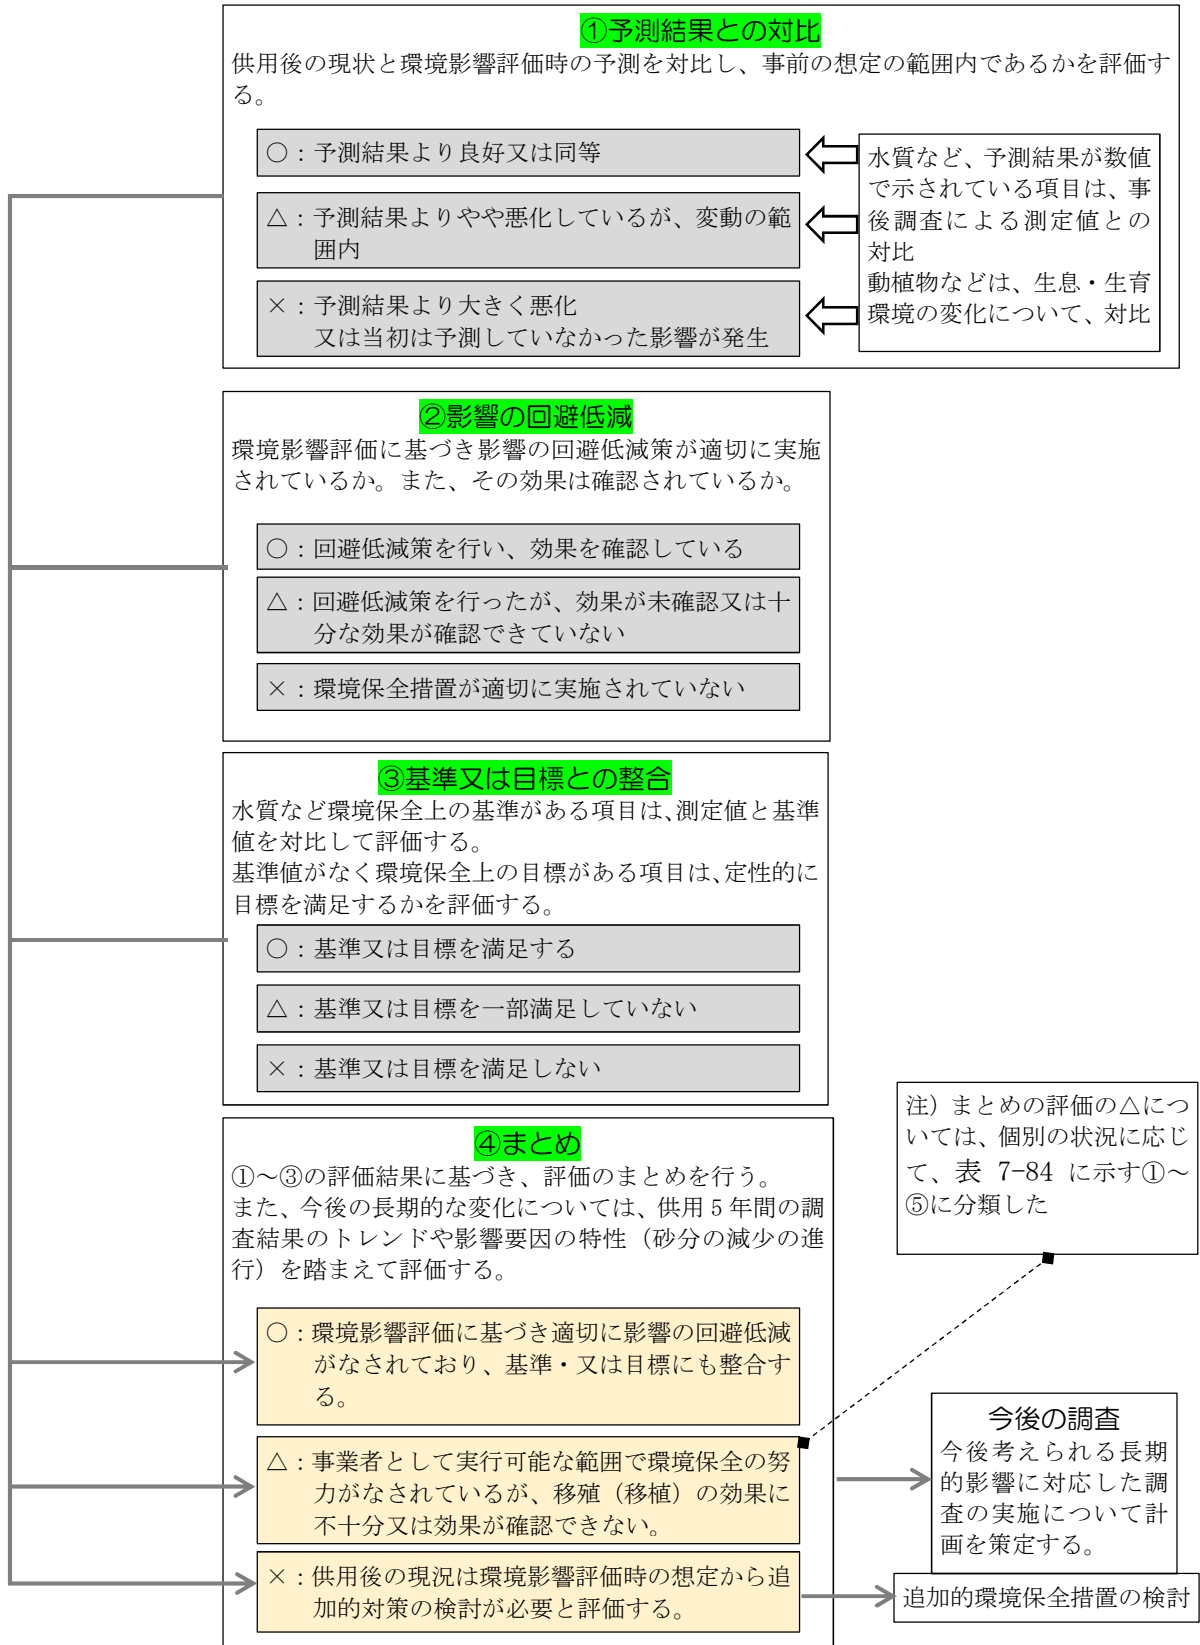 ①予測結果との対比
供用後の現状と環境影響評価時の予測を対比し、事前の想定の範囲内であるかを評価す
る。
○：予測結果より良好又は同等
△：予測結果よりやや悪化しているが、変動の範
囲内
×：予測結果より大きく悪化
又は当初は予測していなかった影響が発生
水質など、予測結果が数値
で示されている項目は、事
後調査による測定値との
対比
動植物などは、生息・生育
環境の変化について、対比
②影響の回避低減
環境影響評価に基づき影響の回避低減策が適切に実施
されているか。また、その効果は確認されているか。
○：回避低減策を行い、効果を確認している
△：回避低減策を行ったが、効果が未確認又は十
分な効果が確認できていない
×：環境保全措置が適切に実施されていない
③基準又は目標との整合
水質など環境保全上の基準がある項目は、測定値と基準
値を対比して評価する。
基準値がなく環境保全上の目標がある項目は、定性的に
目標を満足するかを評価する。
○：基準又は目標を満足する
△：基準又は目標を一部満足していない
×：基準又は目標を満足しない
④まとめ
①～③の評価結果に基づき、評価のまとめを行う。
また、今後の長期的な変化については、供用 5 年間の調
査結果のトレンドや影響要因の特性（砂分の減少の進
行）を踏まえて評価する。
○：環境影響評価に基づき適切に影響の回避低減
がなされており、基準・又は目標にも整合す
る。
△：事業者として実行可能な範囲で環境保全の努
力がなされているが、移殖（移植）の効果に
不十分又は効果が確認できない。
×：供用後の現況は環境影響評価時の想定から追
加的対策の検討が必要と評価する。
注）まとめの評価の△につ
いては、個別の状況に応じ
て、表 7-84 に示す①～
⑤に分類した
今後の調査
今後考えられる長期
的影響に対応した調
査の実施について計
画を策定する。
追加的環境保全措置の検討